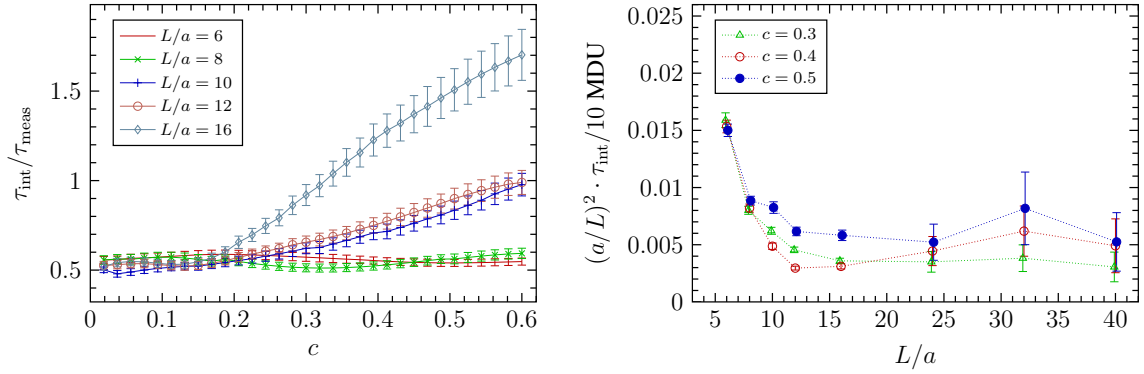 τint/τmeas
1.5
1
0.5
0
0.1
0.2
0.3
0.4
0.5
0.6
c
L/a = 6
L/a = 8
L/a = 10
L/a = 12
L/a = 16
(a/L)² · τint/10 MDU
0.025
0.02
0.015
0.01
0.005
0
5
10
15
20
25
30
35
40
L/a
c = 0.3
c = 0.4
c = 0.5